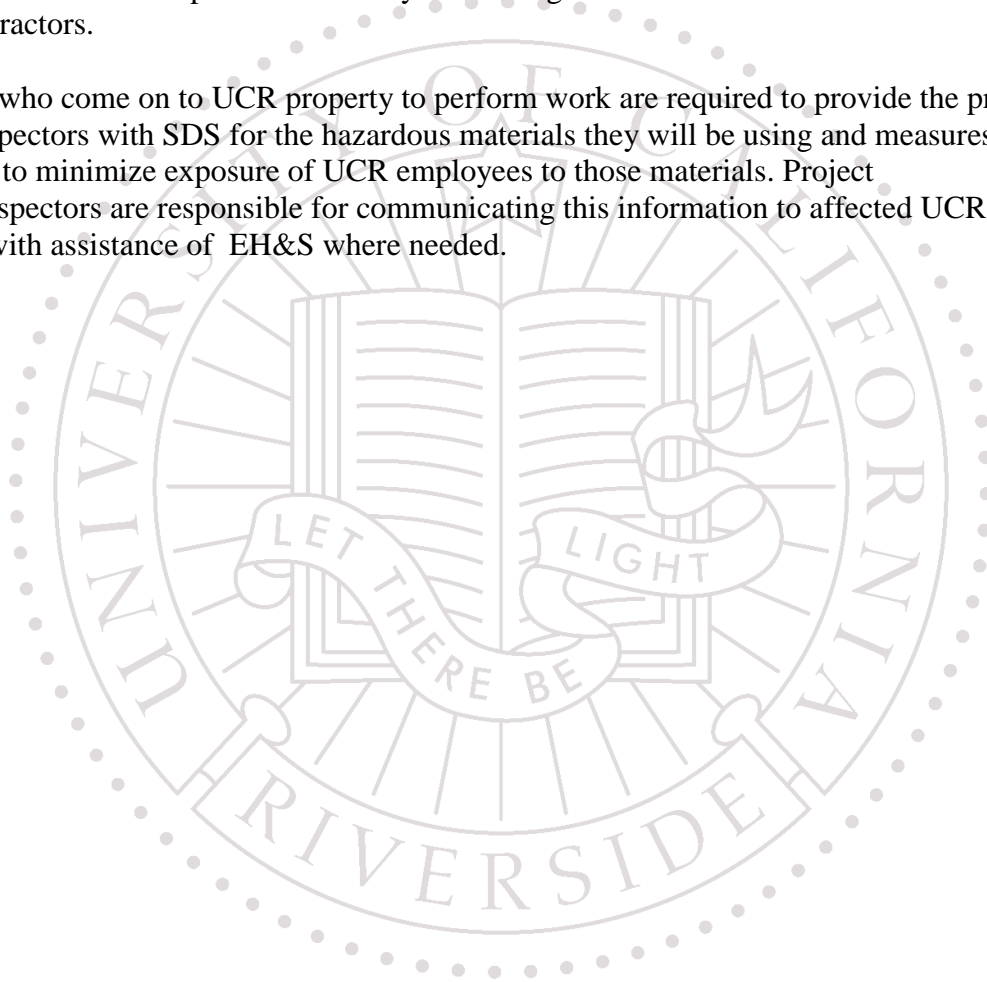 ractors.
who come on to UCR property to perform work are required to provide the pr
spectors with SDS for the hazardous materials they will be using and measures
to minimize exposure of UCR employees to those materials. Project
spectors are responsible for communicating this information to affected UCR
with assistance of EH&S where needed.
UNIVERSITY OF CALIFORNIA
LET THERE BE LIGHT
RIVERSIDE